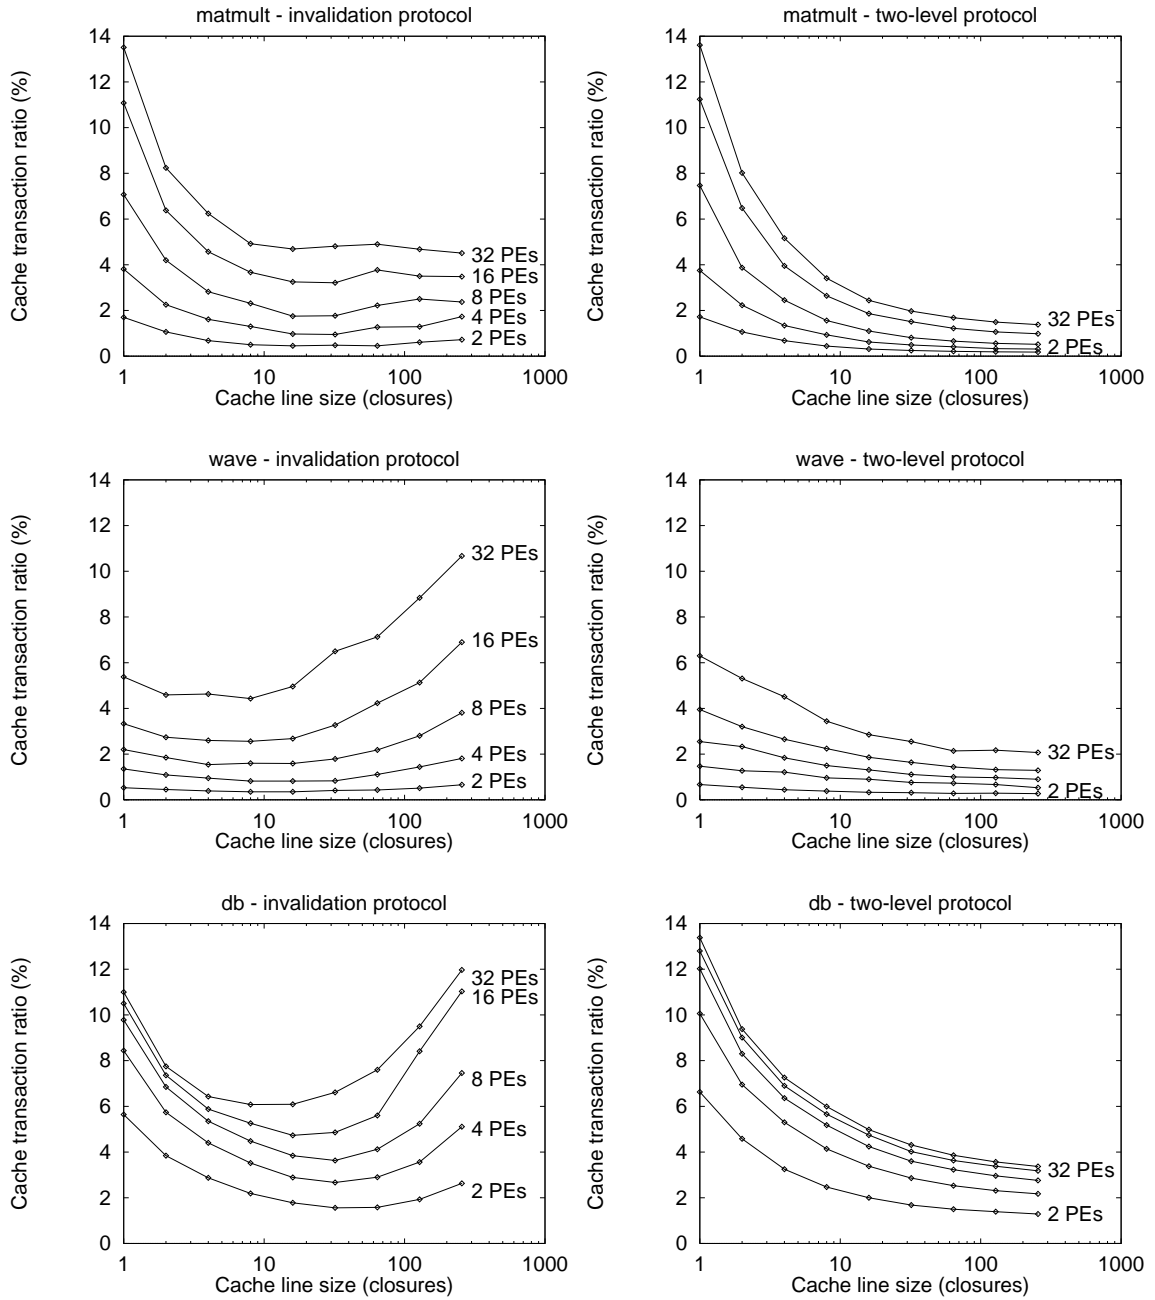 matmult - invalidation protocol
Cache transaction ratio (%)
14
12
10
8
6
4
2
0
32 PEs
16 PEs
8 PEs
4 PEs
2 PEs
1
10
100
1000
Cache line size (closures)
matmult - two-level protocol
Cache transaction ratio (%)
14
12
10
8
6
4
2
0
32 PEs
2 PEs
1
10
100
1000
Cache line size (closures)
wave - invalidation protocol
Cache transaction ratio (%)
14
12
10
8
6
4
2
0
32 PEs
16 PEs
8 PEs
4 PEs
2 PEs
1
10
100
1000
Cache line size (closures)
wave - two-level protocol
Cache transaction ratio (%)
14
12
10
8
6
4
2
0
32 PEs
2 PEs
1
10
100
1000
Cache line size (closures)
db - invalidation protocol
Cache transaction ratio (%)
14
12
10
8
6
4
2
0
32 PEs
16 PEs
8 PEs
4 PEs
2 PEs
1
10
100
1000
Cache line size (closures)
db - two-level protocol
Cache transaction ratio (%)
14
12
10
8
6
4
2
0
32 PEs
2 PEs
1
10
100
1000
Cache line size (closures)